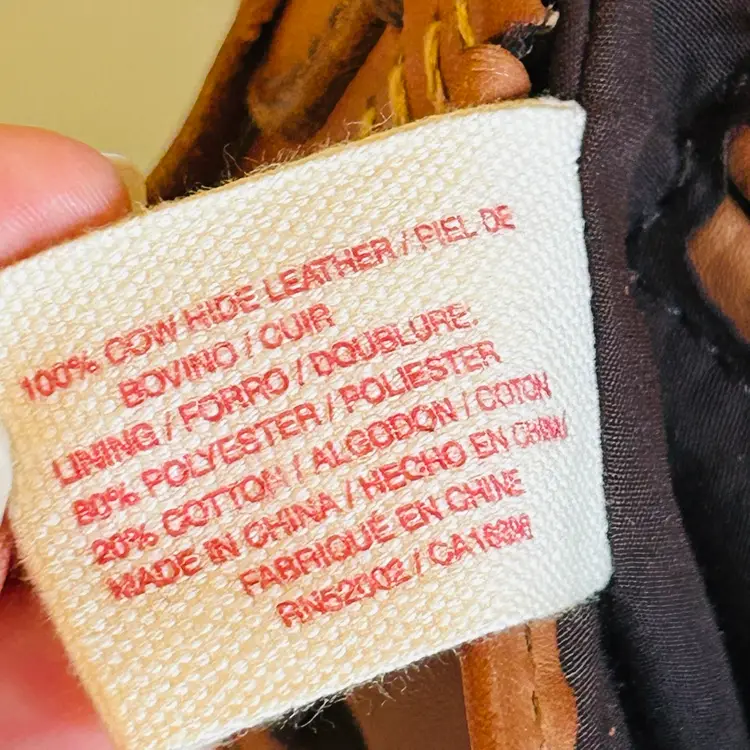 100% COW HIDE LEATHER / PIEL DE
BOVINO / CUIR
LINING / FORRO / DOUBLURE.
80% POLYESTER / POLIESTER
20% COTTON / ALGODON / COTON
MADE IN CHINA / HECHO EN CHINA
FABRIQUÉ EN CHINE
RN52002 /